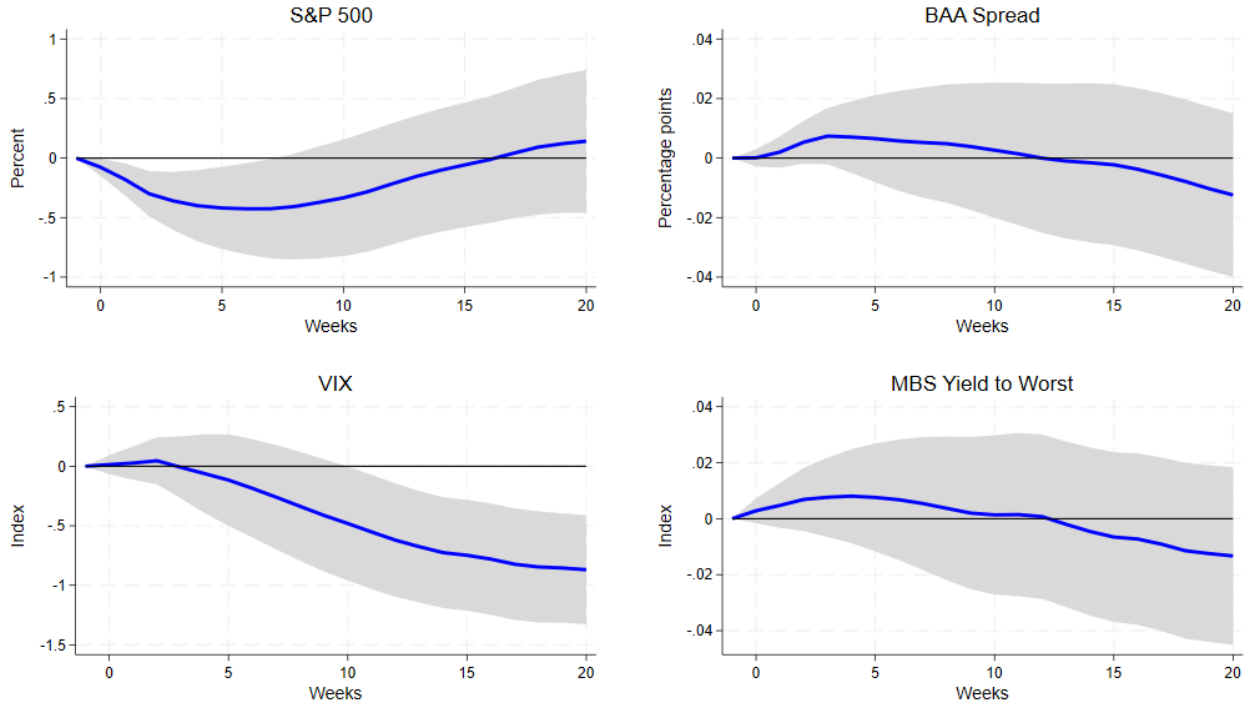 S&P 500
1
.5
0
-.5
-1
Percent
0 5 10 15 20
Weeks
BAA Spread
.04
.02
0
-.02
-.04
Percentage points
0 5 10 15 20
Weeks
VIX
.5
0
-.5
-1
-1.5
Index
0 5 10 15 20
Weeks
MBS Yield to Worst
.04
.02
0
-.02
-.04
Index
0 5 10 15 20
Weeks